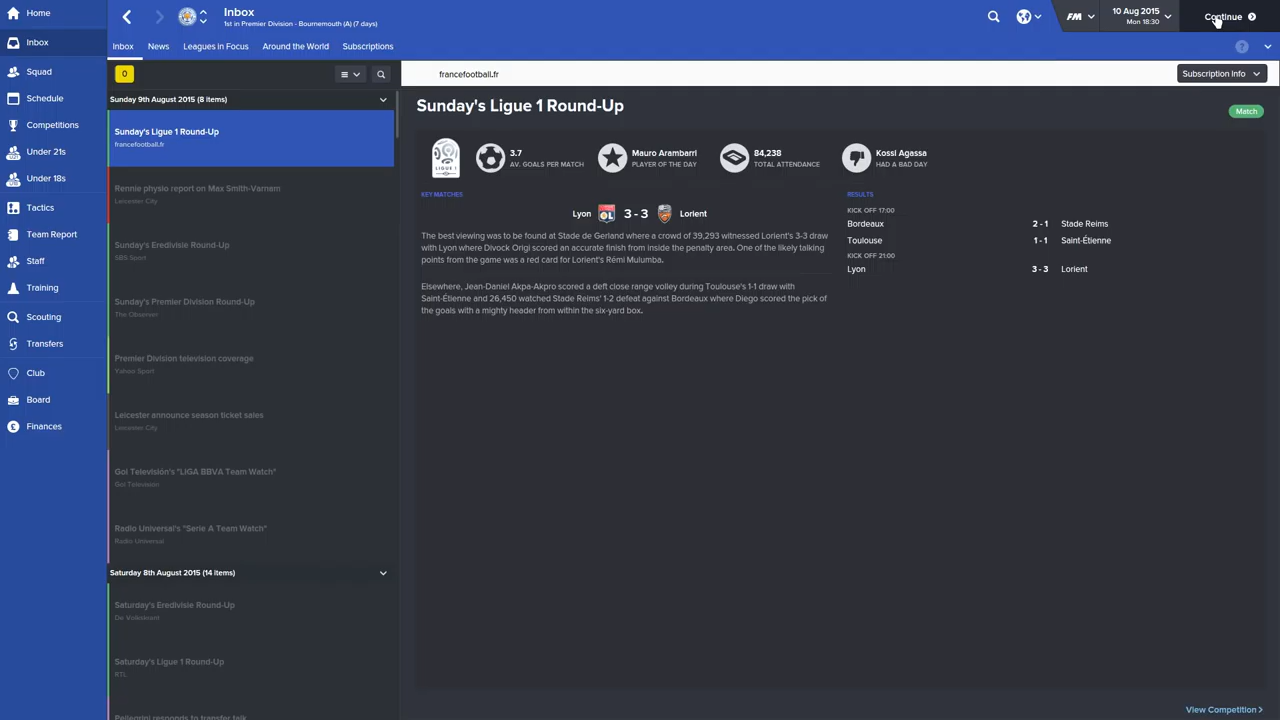 Home
Inbox
Squad
Schedule
Competitions
Under 21s
Under 18s
Tactics
Team Report
Staff
Training
Scouting
Transfers
Club
Board
Finances
Inbox
1st in Premier Division - Bournemouth (A) (7 days)
FM
10 Aug 2015
Mon 18:30
Continue
Inbox News Leagues in Focus Around the World Subscriptions
0
Sunday 9th August 2015 (8 items)
Sunday's Ligue 1 Round-Up
francefootball.fr
Rennie physio report on Max Smith-Varnam
Leicester City
Sunday's Eredivisie Round-Up
SBS Sport
Sunday's Premier Division Round-Up
The Observer
Premier Division television coverage
Yahoo Sport
Leicester announce season ticket sales
Leicester City
Gol Televisión's "LIGA BBVA Team Watch"
Gol Televisión
Radio Universal's "Serie A Team Watch"
Radio Universal
Saturday 8th August 2015 (14 items)
Saturday's Eredivisie Round-Up
De Volkskrant
Saturday's Ligue 1 Round-Up
RTL
Pellegrini responds to transfer talk
francefootball.fr
Subscription Info
Sunday's Ligue 1 Round-Up
Match
LIGUE 1
3.7
AV. GOALS PER MATCH
Mauro Arambarri
PLAYER OF THE DAY
84,238
TOTAL ATTENDANCE
Kossi Agassa
HAD A BAD DAY
KEY MATCHES
Lyon 3 - 3 Lorient
The best viewing was to be found at Stade de Gerland where a crowd of 39,293 witnessed Lorient's 3-3 draw
with Lyon where Divock Origi scored an accurate finish from inside the penalty area. One of the likely talking
points from the game was a red card for Lorient's Rémi Mulumba.
Elsewhere, Jean-Daniel Akpa-Akpro scored a deft close range volley during Toulouse's 1-1 draw with
Saint-Étienne and 26,450 watched Stade Reims' 1-2 defeat against Bordeaux where Diego scored the pick of
the goals with a mighty header from within the six-yard box.
RESULTS
KICK OFF 17:00
Bordeaux 2 - 1 Stade Reims
Toulouse 1 - 1 Saint-Étienne
KICK OFF 21:00
Lyon 3 - 3 Lorient
View Competition >